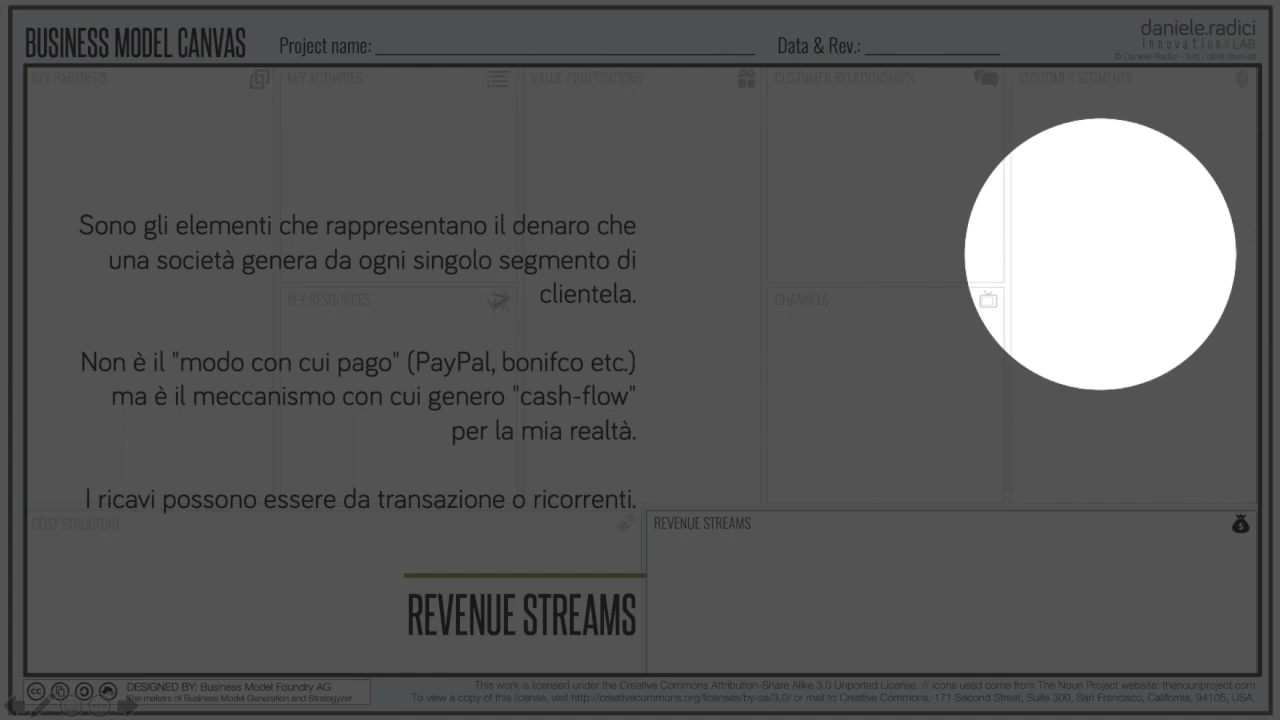 BUSINESS MODEL CANVAS
Project name:
Data & Rev.:
daniele.radici
innovation:LAB
KEY PARTNERS
KEY ACTIVITIES
VALUE PROPOSITIONS
CUSTOMER RELATIONSHIPS
CUSTOMER SEGMENTS
Sono gli elementi che rappresentano il denaro che
una società genera da ogni singolo segmento di
clientela.
KEY RESOURCES
CHANNELS
Non è il "modo con cui pago" (PayPal, bonifco etc.)
ma è il meccanismo con cui genero "cash-flow"
per la mia realtà.
I ricavi possono essere da transazione o ricorrenti.
COST STRUCTURE
REVENUE STREAMS
REVENUE STREAMS
DESIGNED BY: Business Model Foundry AG
The makers of Business Model Generation and Strategyzer
This work is licensed under the Creative Commons Attribution-Share Alike 3.0 Unported License. // Icons used come from The Noun Project website: thenounproject.com
To view a copy of this license, visit http://creativecommons.org/licenses/by-sa/3.0/ or mail to Creative Commons, 171 Second Street, Suite 300, San Francisco, California, 94105, USA.